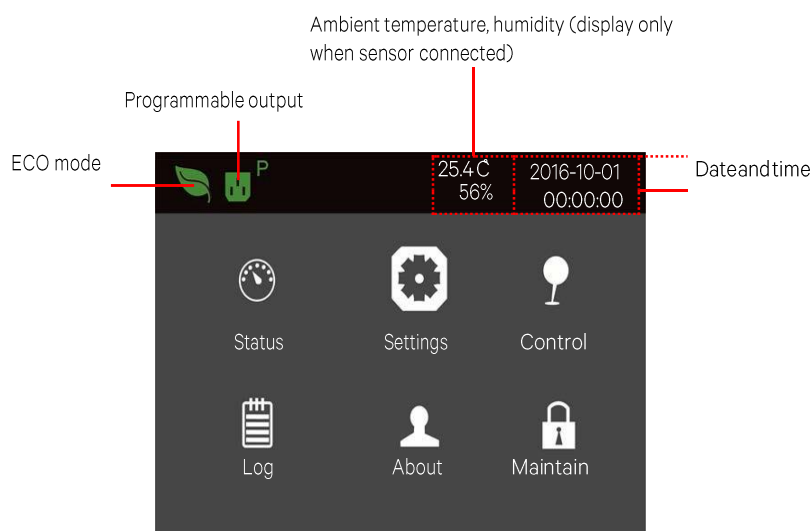 Ambient temperature, humidity (display only
when sensor connected)
Programmable output
ECO mode
P
25.4 C
56%
2016-10-01
00:00:00
Dateandtime
Status
Settings
Control
Log
About
Maintain